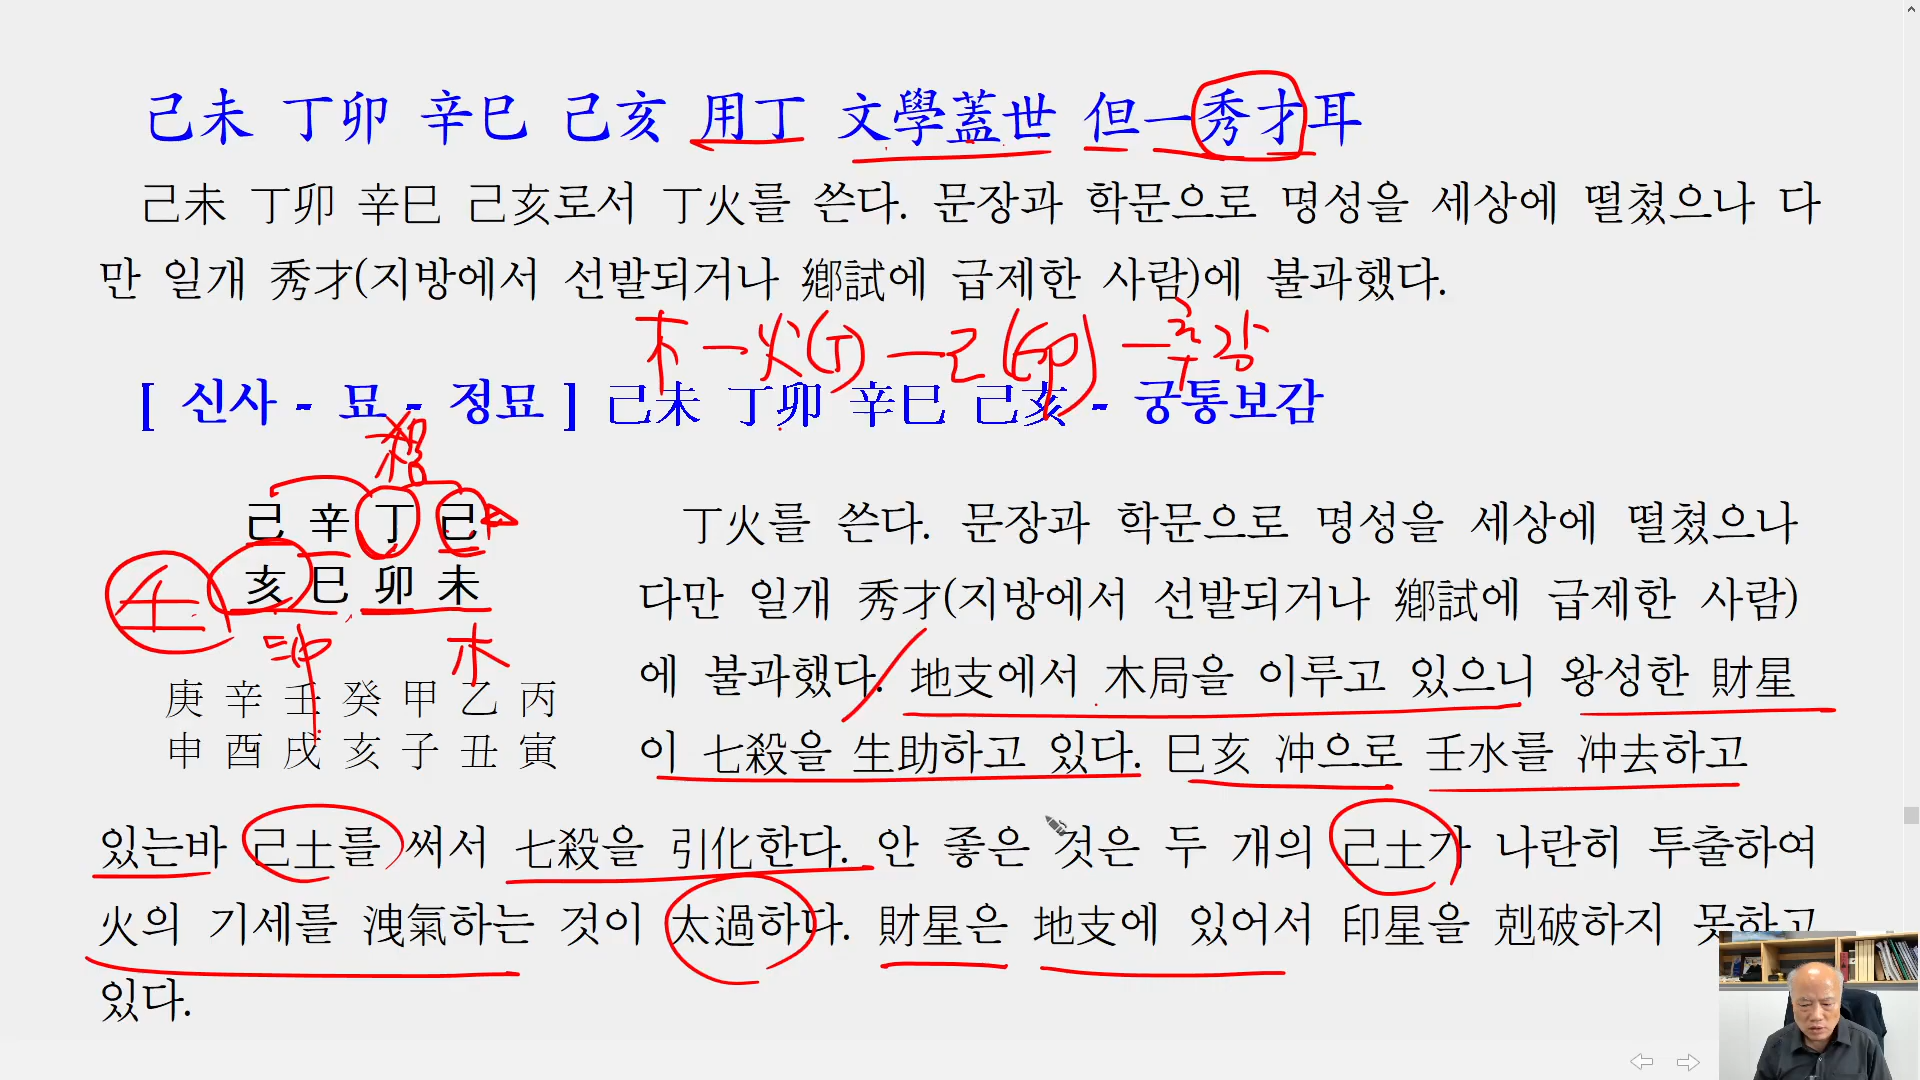 己未 丁卯 辛巳 己亥 用丁 文學蓋世 但一秀才耳
己未 丁卯 辛巳 己亥로서 丁火를 쓴다. 문장과 학문으로 명성을 세상에 떨쳤으나 다
만 일개 秀才(지방에서 선발되거나 鄕試에 급제한 사람)에 불과했다.
木 - 火(丁) - 己(印)
[ 신사 - 묘 - 정묘 ] 己未 丁卯 辛巳 己亥 - 궁통보감
殺
己 辛 丁 己
亥 巳 卯 未
壬
冲 木
庚 辛 壬 癸 甲 乙 丙
申 酉 戌 亥 子 丑 寅
丁火를 쓴다. 문장과 학문으로 명성을 세상에 떨쳤으나
다만 일개 秀才(지방에서 선발되거나 鄕試에 급제한 사람)
에 불과했다. 地支에서 木局을 이루고 있으니 왕성한 財星
이 七殺을 生助하고 있다. 巳亥 冲으로 壬水를 冲去하고
있는바 己土를 써서 七殺을 引化한다. 안 좋은 것은 두 개의 己土가 나란히 투출하여
火의 기세를 洩氣하는 것이 太過하다. 財星은 地支에 있어서 印星을 剋破하지 못하고
있다.